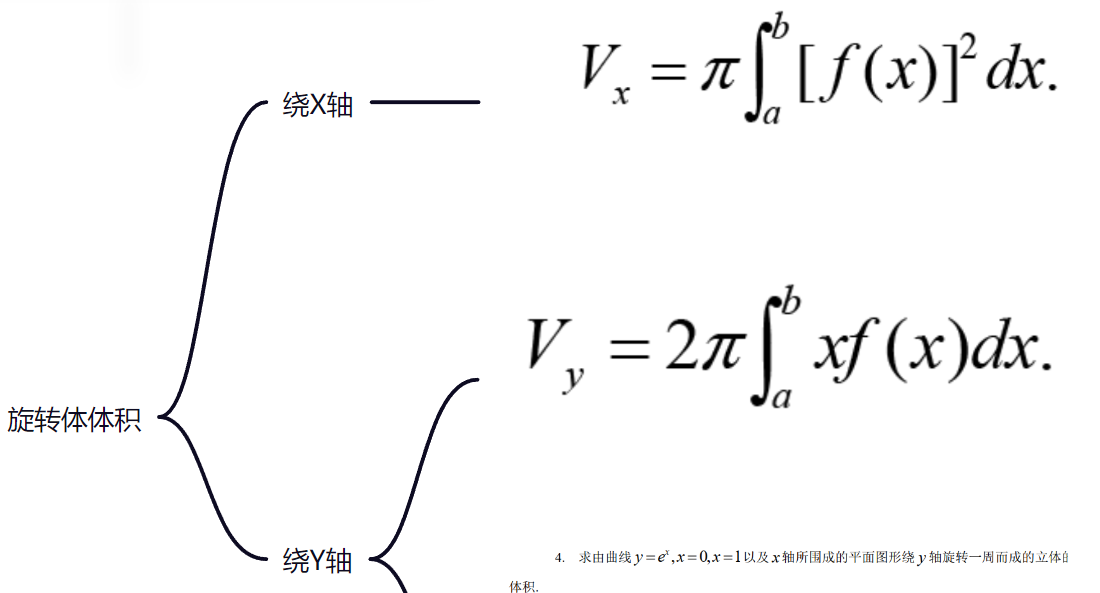 绕X轴
V_x = π∫_a^b [f(x)]^2 dx.
V_y = 2π∫_a^b xf(x)dx.
旋转体体积
绕Y轴
4. 求由曲线 y=e^x,x=0,x=1以及x轴所围成的平面图形绕y轴旋转一周而成的立体的
体积.